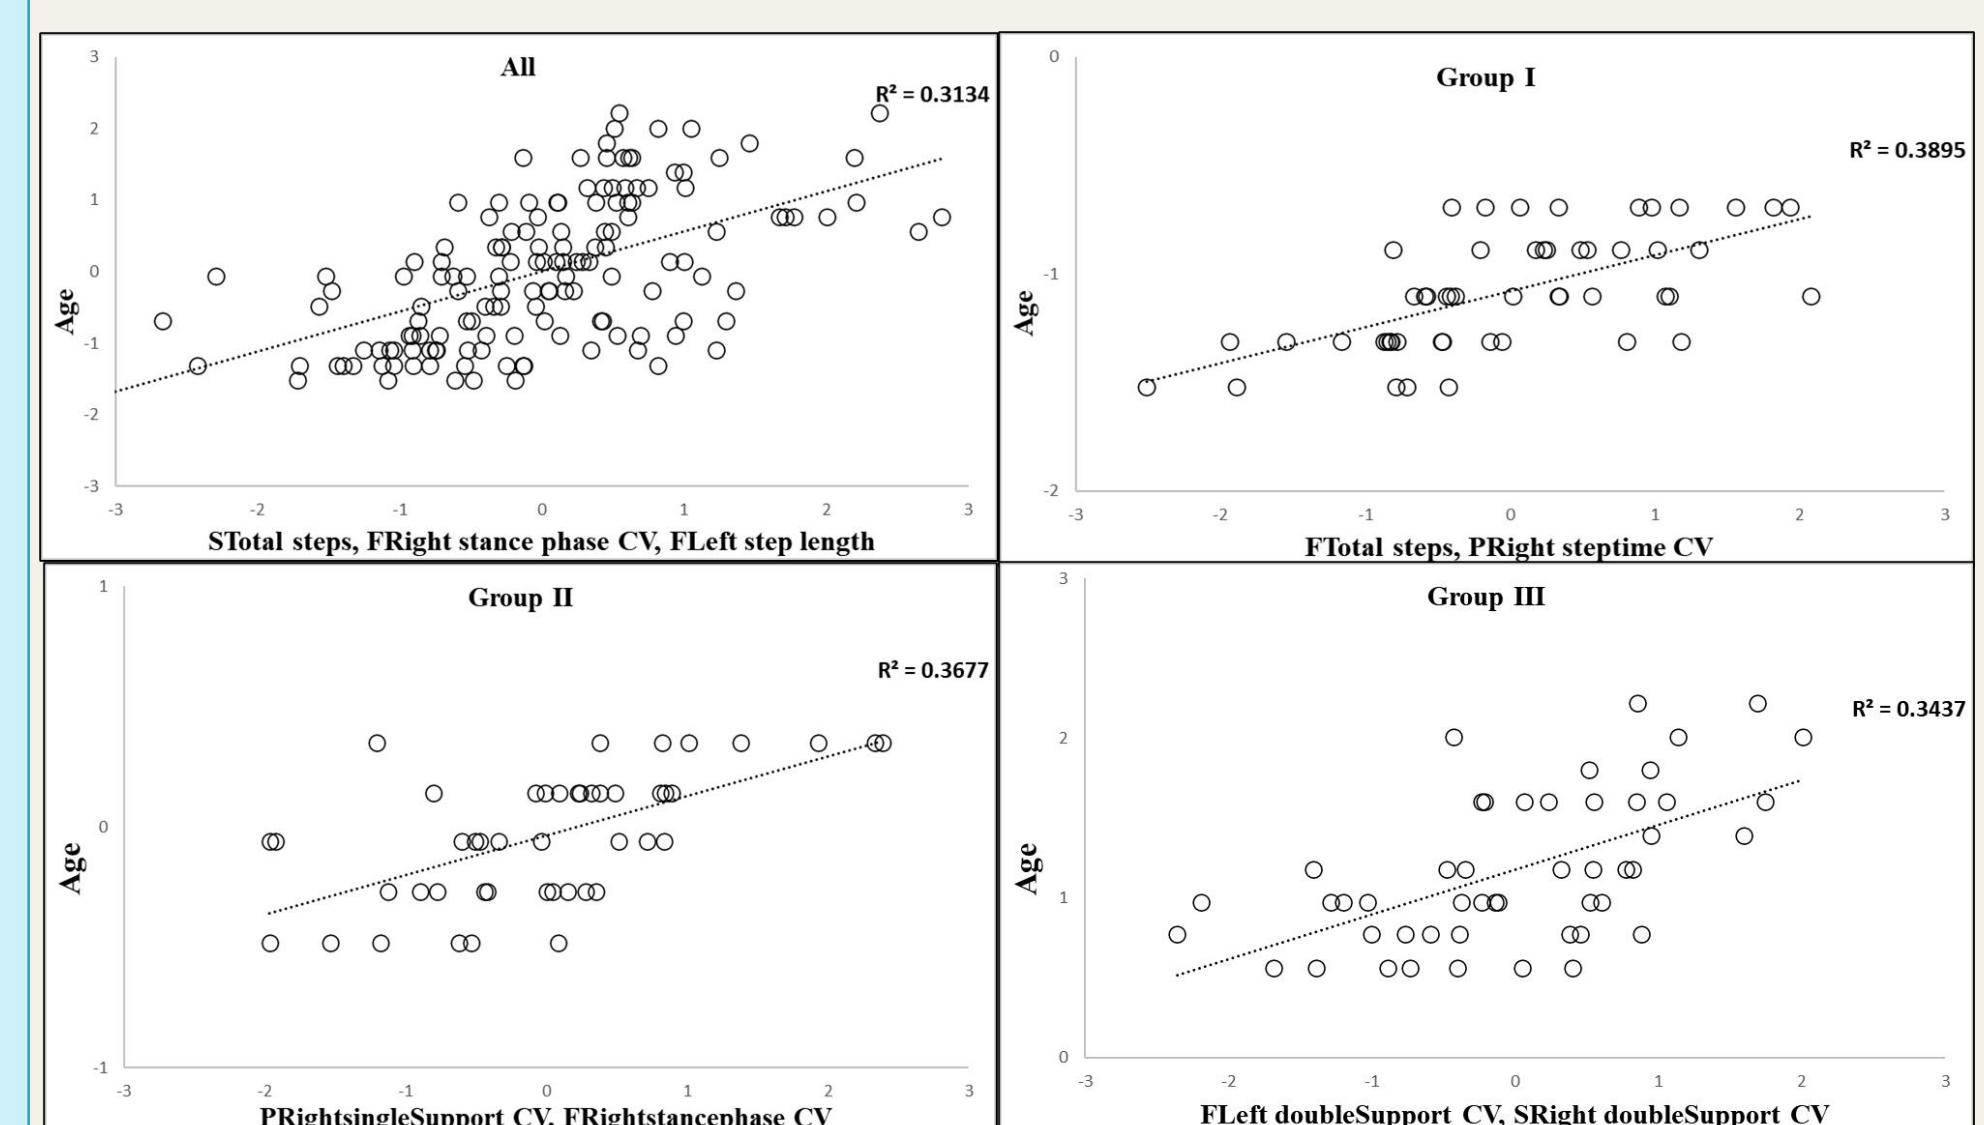 All
R² = 0.3134
3
2
1
0
-1
-2
-3
Age
-3 -2 -1 0 1 2 3
STotal steps, FRight stance phase CV, FLeft step length
Group I
R² = 0.3895
0
-1
-2
Age
-3 -2 -1 0 1 2 3
FTotal steps, PRight steptime CV
Group II
R² = 0.3677
1
0
-1
Age
-3 -2 -1 0 1 2 3
PRightsingleSupport CV, FRightstancephase CV
Group III
R² = 0.3437
3
2
1
0
Age
-3 -2 -1 0 1 2 3
FLeft doubleSupport CV, SRight doubleSupport CV